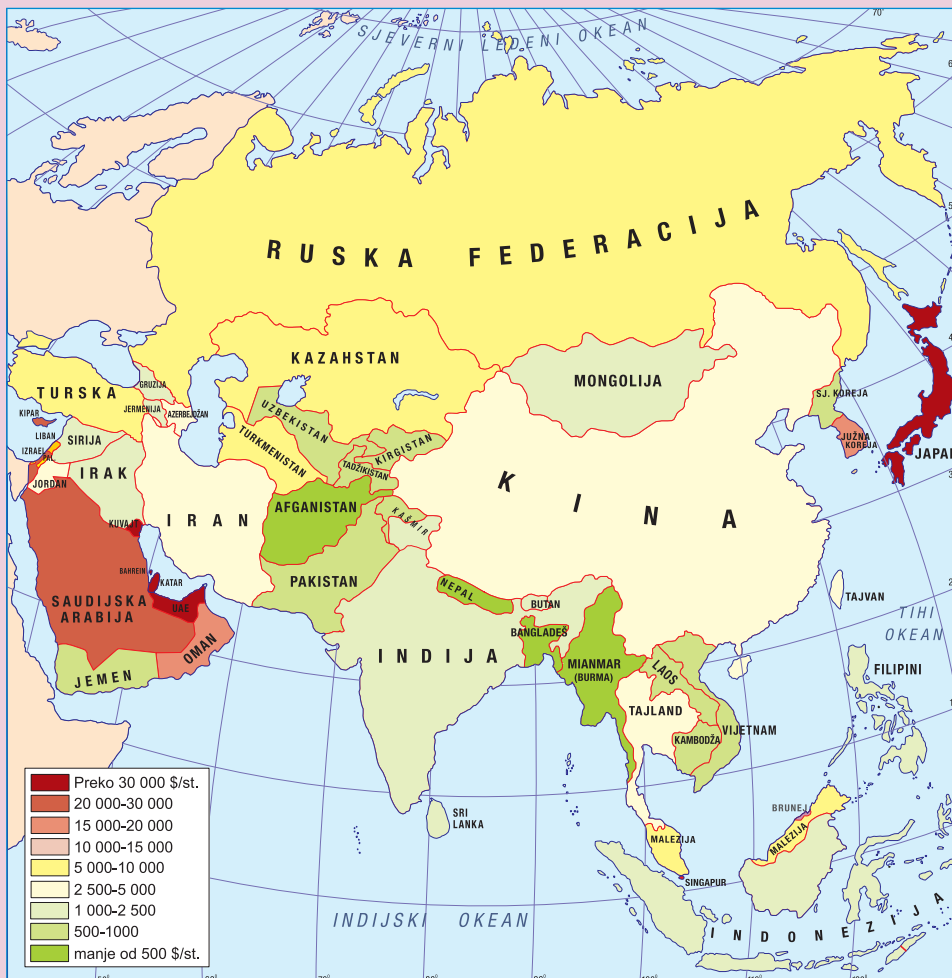 SJEVERNI LEDENI OKEAN
70°
RUSKA FEDERACIJA
KAZAHSTAN
MONGOLIJA
TURSKA
GRUZIJA
JERMENIJA
AZERBEJDŽAN
UZBEKISTAN
TURKMENISTAN
KIRGISTAN
TADŽIKISTAN
SJ. KOREJA
JUŽNA
KOREJA
JAPAN
KIPAR
LIBAN
SIRIJA
IZRAEL
PAL.
JORDAN
IRAK
IRAN
AFGANISTAN
KAŠMIR
KINA
KUVAJT
BAHREIN
KATAR
UAE
SAUDIJSKA
ARABIJA
OMAN
JEMEN
PAKISTAN
NEPAL
BUTAN
BANGLADEŠ
INDIJA
MIANMAR
(BURMA)
LAOS
TAJLAND
KAMBODŽA
VIJETNAM
TAJVAN
TIHI
OKEAN
FILIPINI
SRI
LANKA
BRUNEJ
MALEZIJA
MALEZIJA
SINGAPUR
INDONEZIJA
INDIJSKI OKEAN
Preko 30 000 $/st.
20 000-30 000
15 000-20 000
10 000-15 000
5 000-10 000
2 500-5 000
1 000-2 500
500-1000
manje od 500 $/st.